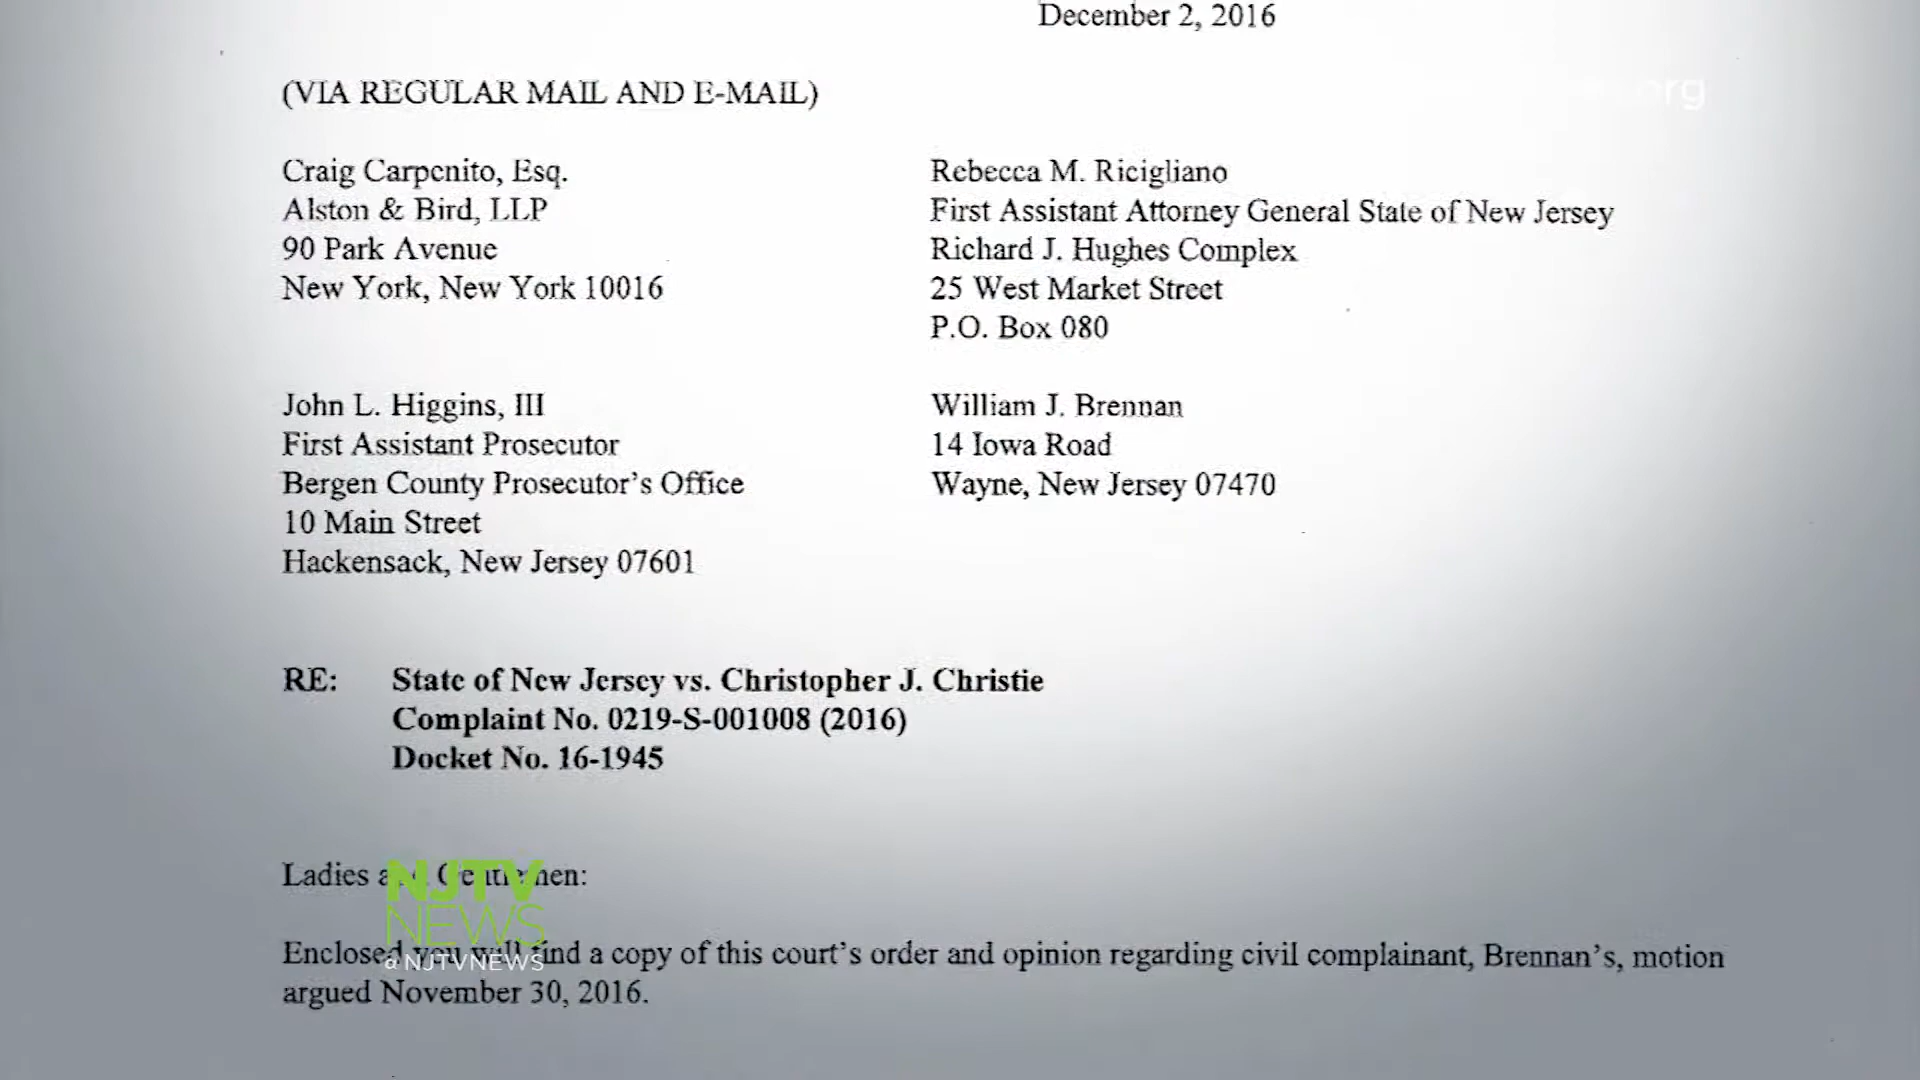 December 2, 2016
org
(VIA REGULAR MAIL AND E-MAIL)
Craig Carpenito, Esq.
Alston & Bird, LLP
90 Park Avenue
New York, New York 10016
Rebecca M. Ricigliano
First Assistant Attorney General State of New Jersey
Richard J. Hughes Complex
25 West Market Street
P.O. Box 080
John L. Higgins, III
First Assistant Prosecutor
Bergen County Prosecutor's Office
10 Main Street
Hackensack, New Jersey 07601
William J. Brennan
14 Iowa Road
Wayne, New Jersey 07470
RE: State of New Jersey vs. Christopher J. Christie
Complaint No. 0219-S-001008 (2016)
Docket No. 16-1945
Ladies and Gentlemen:
NJTV
NEWS
@NJTVNEWS
Enclosed you will find a copy of this court's order and opinion regarding civil complainant, Brennan's, motion
argued November 30, 2016.